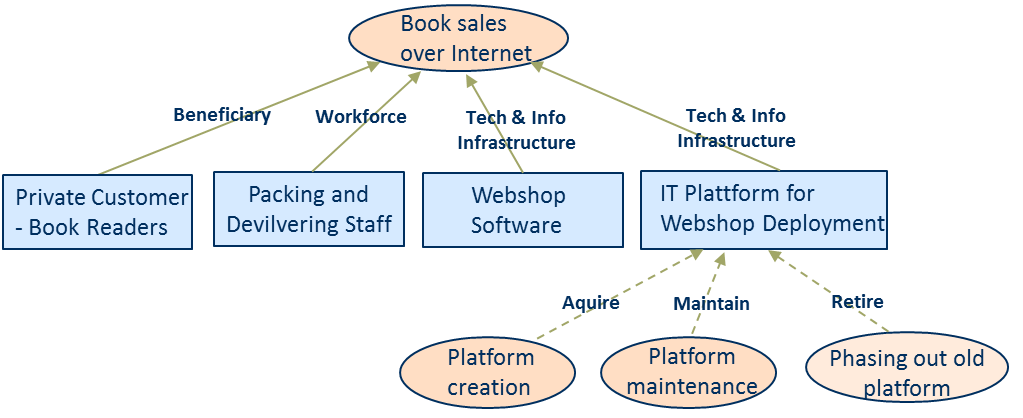 Book sales
over Internet
Beneficiary
Workforce
Tech & Info
Infrastructure
Tech & Info
Infrastructure
Private Customer
- Book Readers
Packing and
Devilvering Staff
Webshop
Software
IT Plattform for
Webshop Deployment
Aquire
Maintain
Retire
Platform
creation
Platform
maintenance
Phasing out old
platform